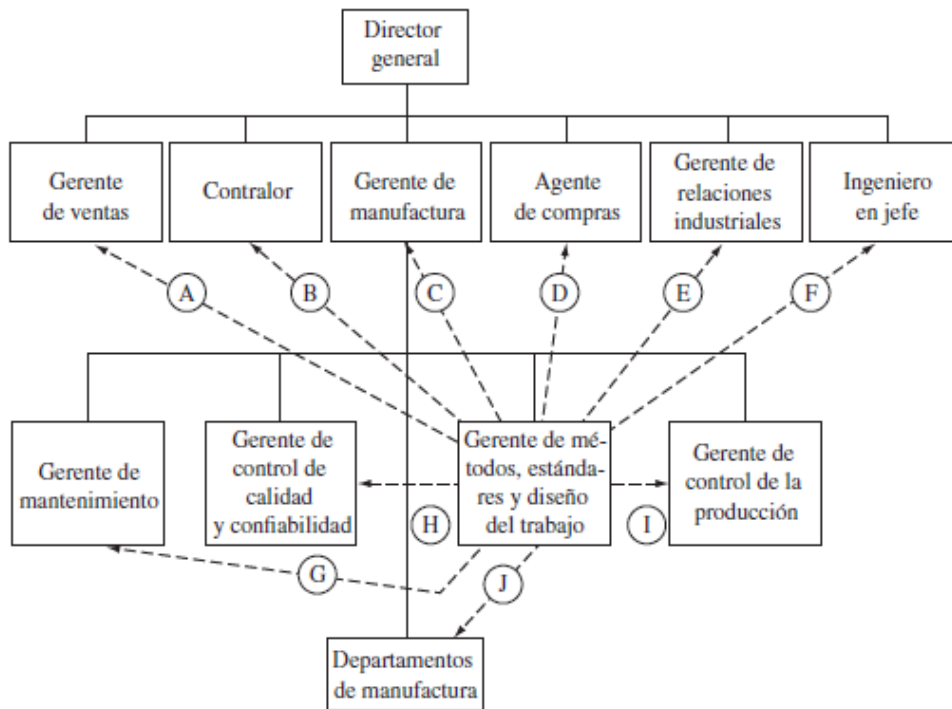 Director
general
Gerente
de ventas
Contralor
Gerente de
manufactura
Agente
de compras
Gerente de
relaciones
industriales
Ingeniero
en jefe
A
B
C
D
E
F
Gerente de
mantenimiento
Gerente de
control de
calidad
y confiabilidad
Gerente de mé-
todos, estánda-
res y diseño
del trabajo
Gerente de
control de la
producción
H
I
G
J
Departamentos
de manufactura